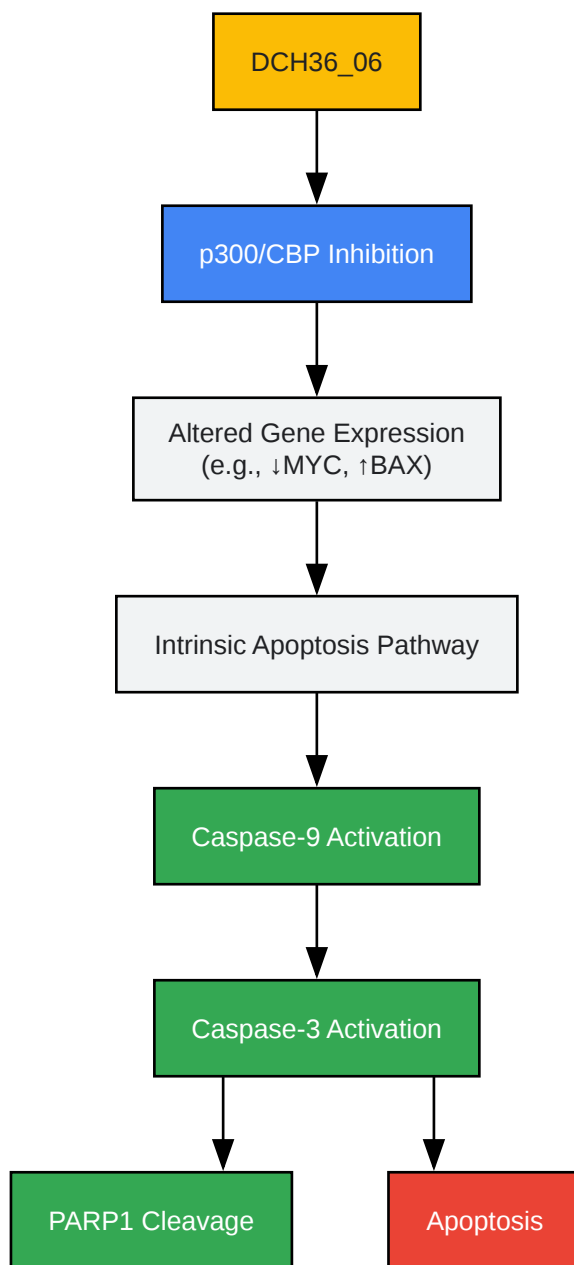 DCH36_06
p300/CBP Inhibition
Altered Gene Expression
(e.g., ↓MYC, ↑BAX)
Intrinsic Apoptosis Pathway
Caspase-9 Activation
Caspase-3 Activation
PARP1 Cleavage
Apoptosis